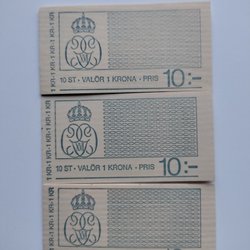 1 KR·1 KR·1 KR·1 KR·1 KR
10 ST · VALÖR 1 KRONA · PRIS 10:-
1 KR·1 KR·1 KR·1 KR·1 KR
10 ST · VALÖR 1 KRONA · PRIS 10:-
1 KR·1 KR